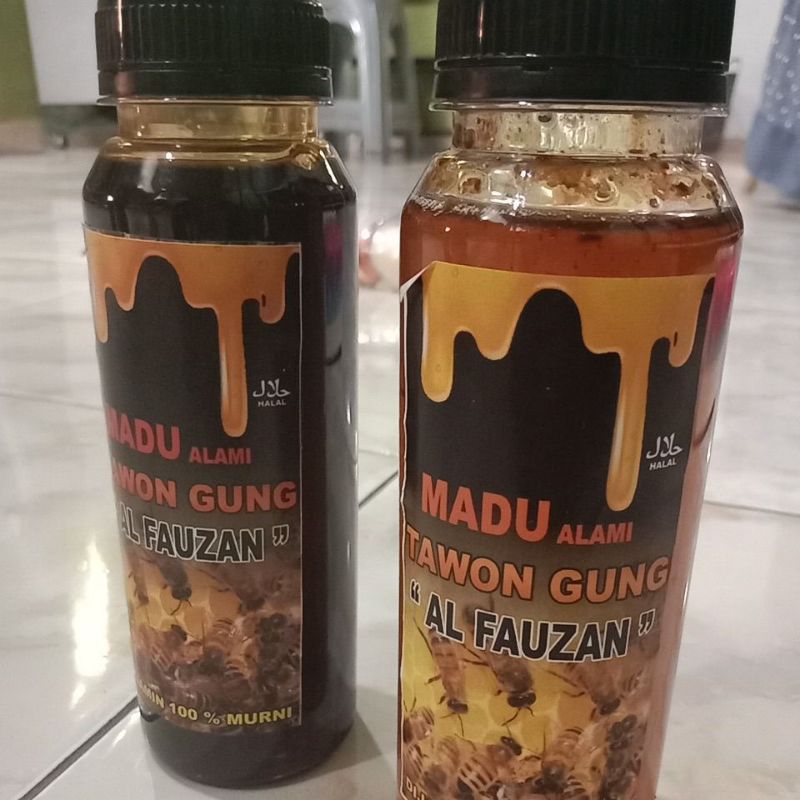 حلال
HALAL
MADU ALAMI
TAWON GUNG
AL FAUZAN ”
100 % MURNI
حلال
HALAL
MADU ALAMI
TAWON GUNG
“ AL FAUZAN ”